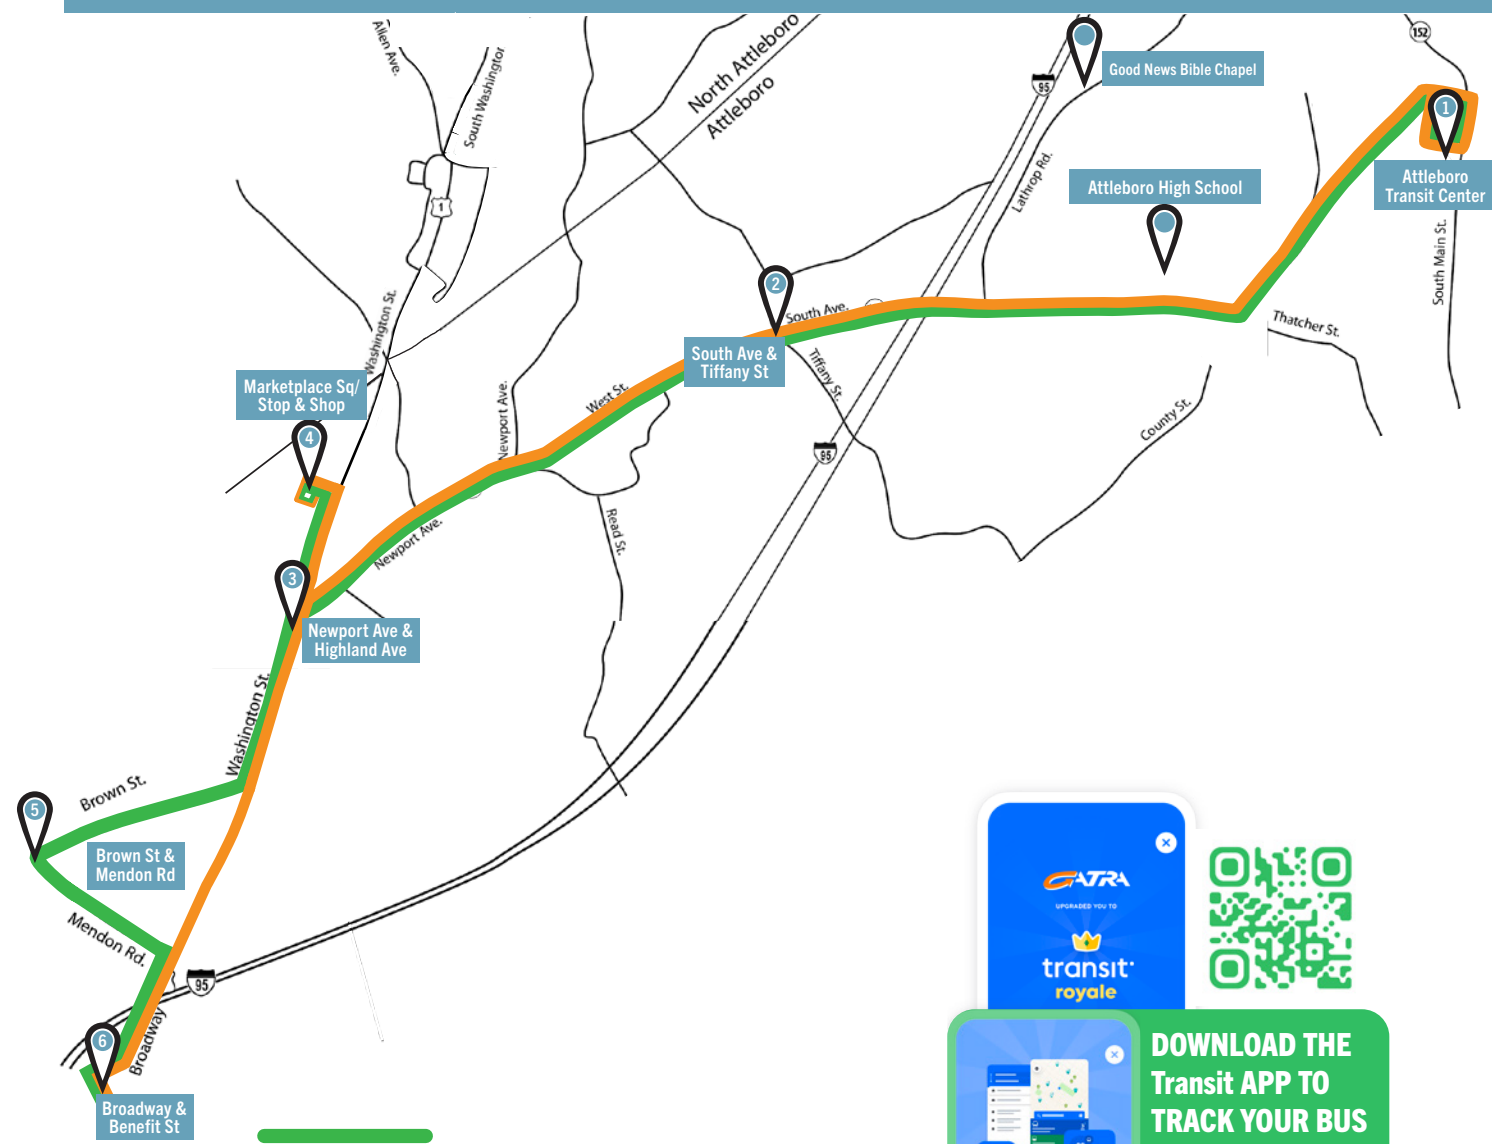 Allen Ave.
South Washington
North Attleboro
Attleboro
95
Good News Bible Chapel
152
1
Attleboro
Transit Center
Lathrop Rd.
Attleboro High School
1
South Main St.
2
South Ave.
Washington St.
Thatcher St.
South Ave &
Tiffany St
Tiffany St.
Marketplace Sq/
Stop & Shop
West St.
Newport Ave.
4
County St.
95
Newport Ave.
Read St.
3
Newport Ave &
Highland Ave
Washington St.
Brown St.
5
Brown St &
Mendon Rd
Mendon Rd.
95
Broadway
6
Broadway &
Benefit St
GATRA
UPGRADED YOU TO
transit
royale
DOWNLOAD THE
Transit APP TO
TRACK YOUR BUS